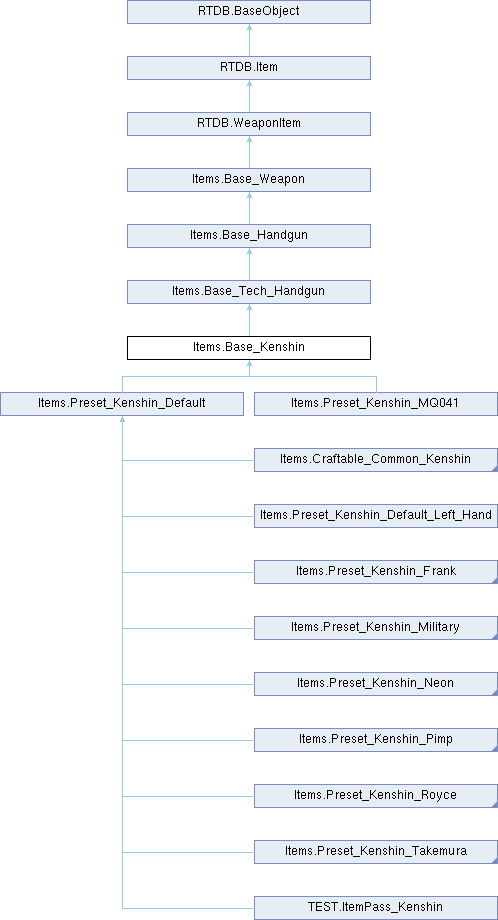 RTDB.BaseObject
RTDB.Item
RTDB.WeaponItem
Items.Base_Weapon
Items.Base_Handgun
Items.Base_Tech_Handgun
Items.Base_Kenshin
Items.Preset_Kenshin_Default
Items.Preset_Kenshin_MQ041
Items.Craftable_Common_Kenshin
Items.Preset_Kenshin_Default_Left_Hand
Items.Preset_Kenshin_Frank
Items.Preset_Kenshin_Military
Items.Preset_Kenshin_Neon
Items.Preset_Kenshin_Pimp
Items.Preset_Kenshin_Royce
Items.Preset_Kenshin_Takemura
TEST.ItemPass_Kenshin